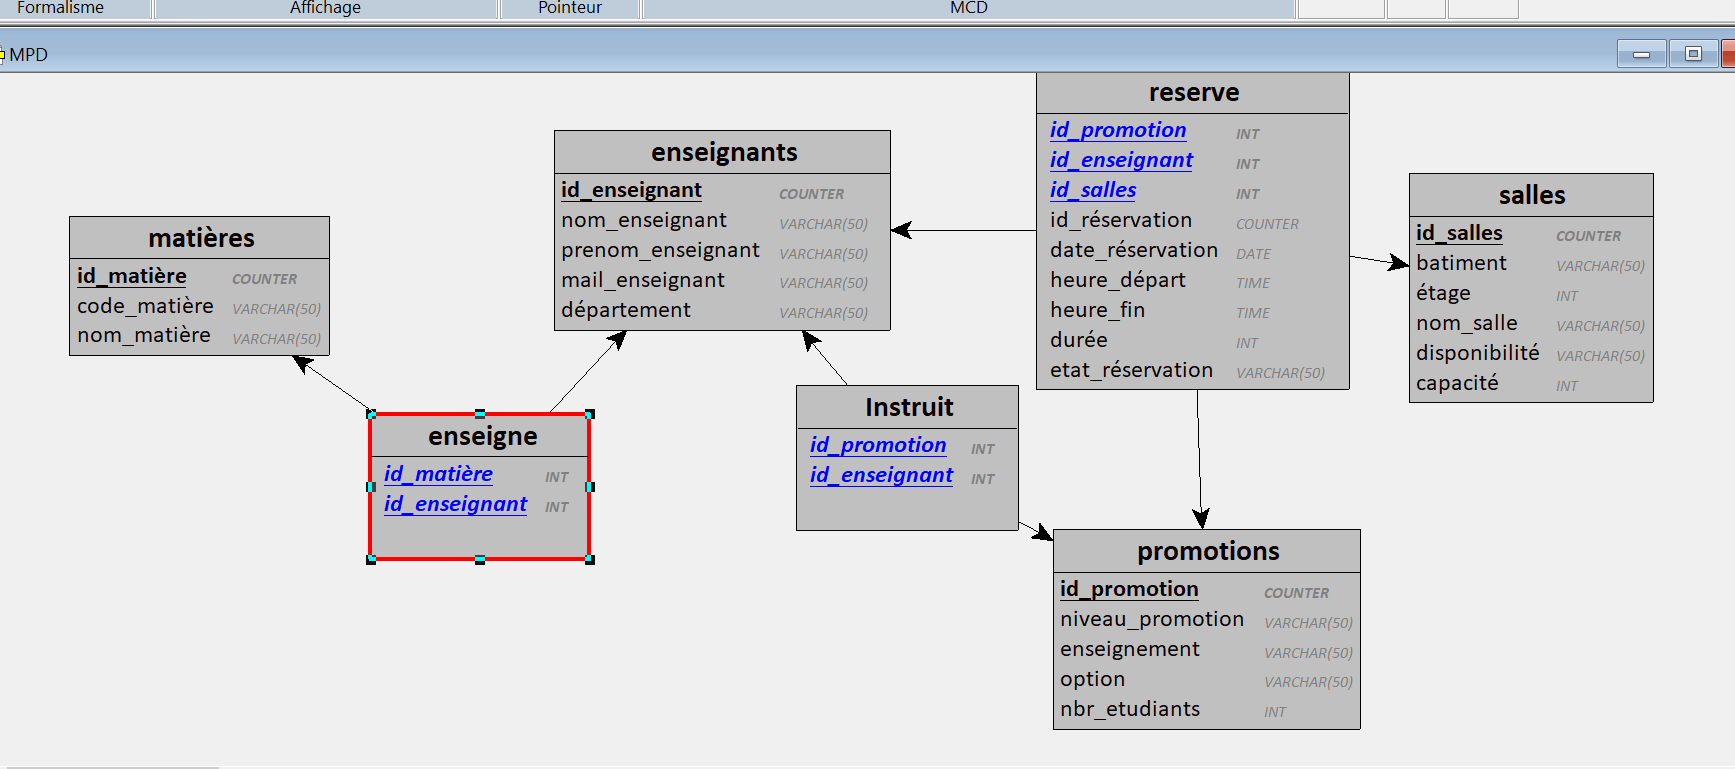 Formalisme Affichage Pointeur MCD
MPD
matières
id_matière COUNTER
code_matière VARCHAR(50)
nom_matière VARCHAR(50)
enseignants
id_enseignant COUNTER
nom_enseignant VARCHAR(50)
prenom_enseignant VARCHAR(50)
mail_enseignant VARCHAR(50)
département VARCHAR(50)
reserve
id_promotion INT
id_enseignant INT
id_salles INT
id_réservation COUNTER
date_réservation DATE
heure_départ TIME
heure_fin TIME
durée INT
etat_réservation VARCHAR(50)
salles
id_salles COUNTER
batiment VARCHAR(50)
étage INT
nom_salle VARCHAR(50)
disponibilité VARCHAR(50)
capacité INT
enseigne
id_matière INT
id_enseignant INT
Instruit
id_promotion INT
id_enseignant INT
promotions
id_promotion COUNTER
niveau_promotion VARCHAR(50)
enseignement VARCHAR(50)
option VARCHAR(50)
nbr_etudiants INT